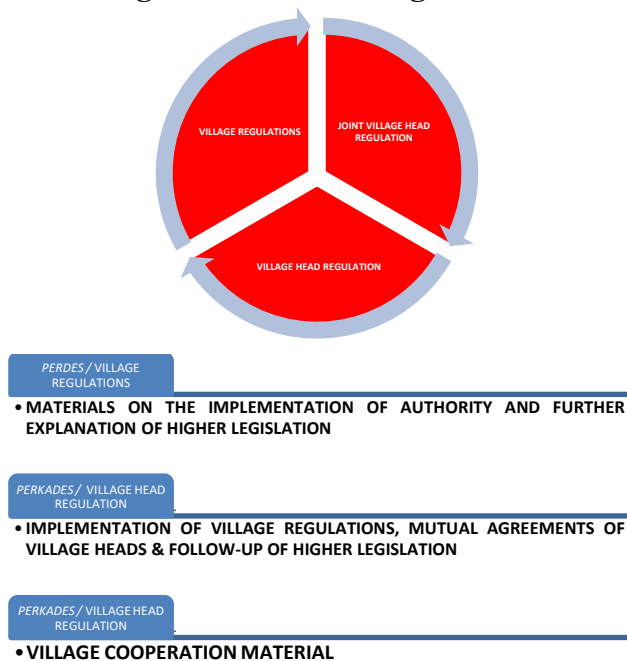 VILLAGE REGULATIONS
JOINT VILLAGE HEAD
REGULATION
VILLAGE HEAD REGULATION
PERDES / VILLAGE
REGULATIONS
• MATERIALS ON THE IMPLEMENTATION OF AUTHORITY AND FURTHER
EXPLANATION OF HIGHER LEGISLATION
PERKADES / VILLAGE HEAD
REGULATION
• IMPLEMENTATION OF VILLAGE REGULATIONS, MUTUAL AGREEMENTS OF
VILLAGE HEADS & FOLLOW-UP OF HIGHER LEGISLATION
PERKADES / VILLAGE HEAD
REGULATION
• VILLAGE COOPERATION MATERIAL